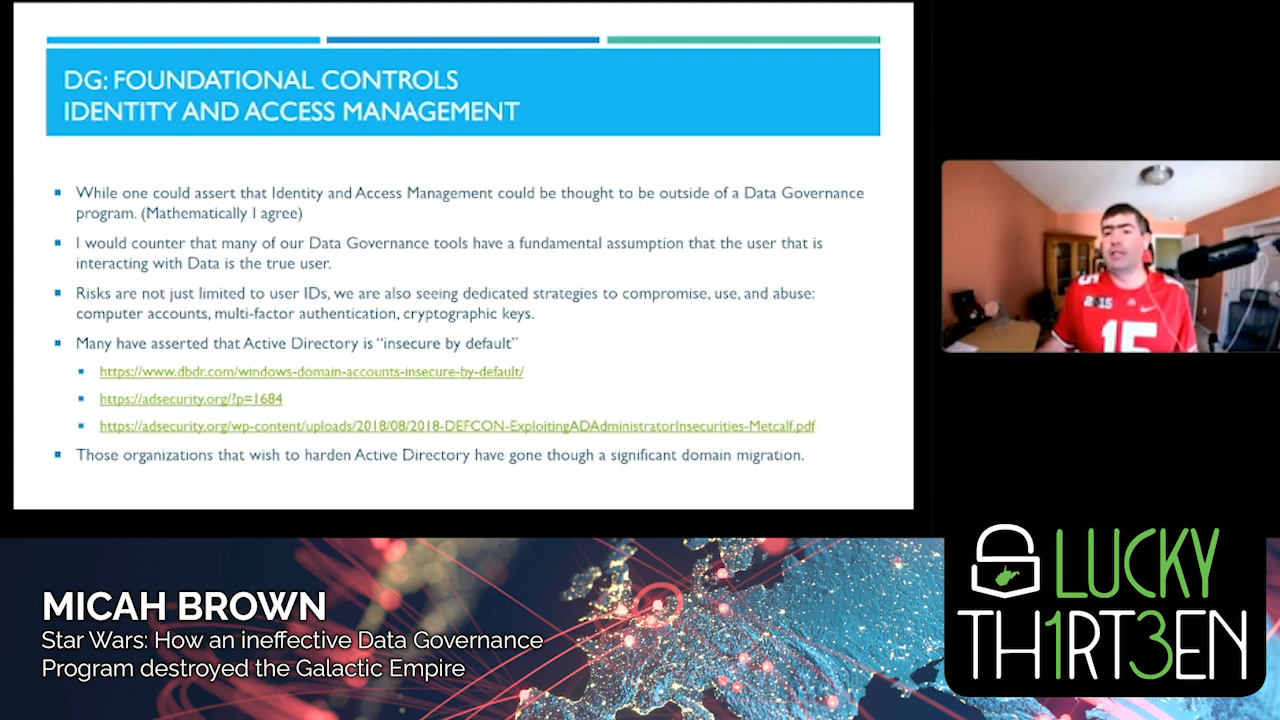 DG: FOUNDATIONAL CONTROLS
IDENTITY AND ACCESS MANAGEMENT
While one could assert that Identity and Access Management could be thought to be outside of a Data Governance
program. (Mathematically I agree)
I would counter that many of our Data Governance tools have a fundamental assumption that the user that is
interacting with Data is the true user.
Risks are not just limited to user IDs, we are also seeing dedicated strategies to compromise, use, and abuse:
computer accounts, multi-factor authentication, cryptographic keys.
Many have asserted that Active Directory is "insecure by default"
https://www.dbdr.com/windows-domain-accounts-insecure-by-default/
https://adsecurity.org/?p=1684
https://adsecurity.org/wp-content/uploads/2018/08/2018-DEFCON-ExploitingADAdministratorInsecurities-Metcalf.pdf
Those organizations that wish to harden Active Directory have gone though a significant domain migration.
15
MICAH BROWN
Star Wars: How an ineffective Data Governance
Program destroyed the Galactic Empire
LUCKY
TH1RT3EN